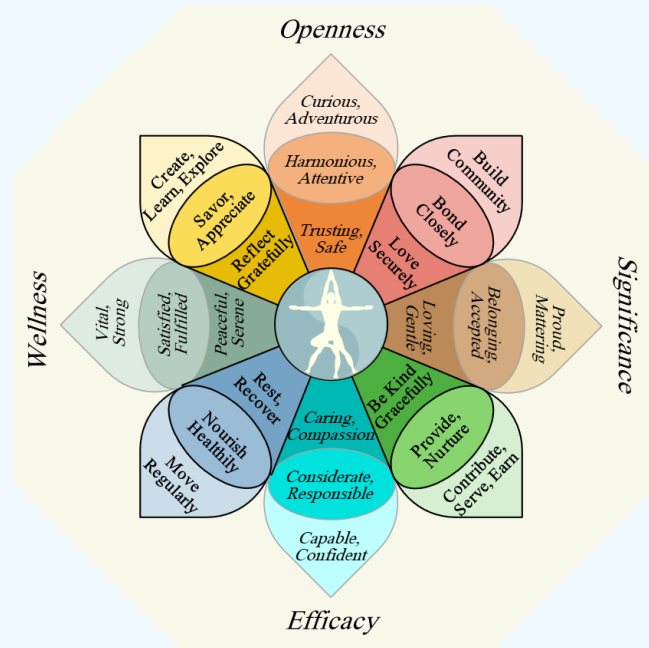 Openness
Curious,
Adventurous
Harmonious,
Attentive
Trusting,
Safe
Create,
Learn, Explore
Savor,
Appreciate
Reflect
Gratefully
Build
Community
Bond
Closely
Love
Securely
Wellness
Vital,
Strong
Satisfied,
Fulfilled
Peaceful,
Serene
Loving,
Gentle
Belonging,
Accepted
Proud,
Mattering
Significance
Rest,
Recover
Nourish
Healthily
Move
Regularly
Caring,
Compassion
Considerate,
Responsible
Capable,
Confident
Be Kind
Gracefully
Provide,
Nurture
Contribute,
Serve, Earn
Efficacy